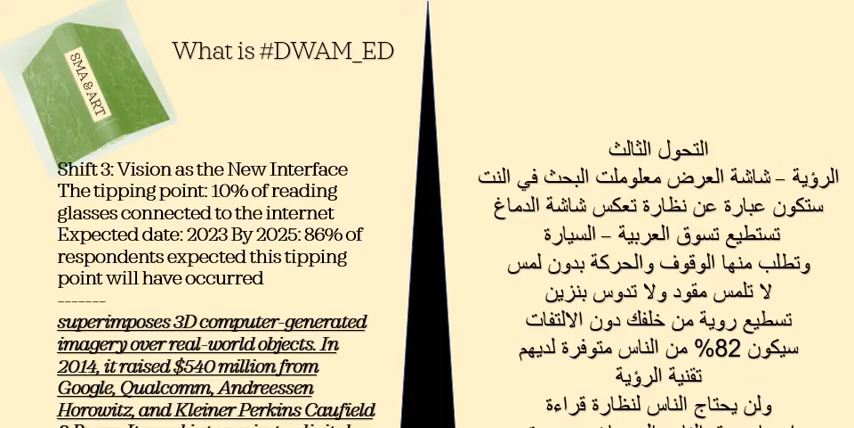 SMA & ART
What is #DWAM_ED
Shift 3: Vision as the New Interface
The tipping point: 10% of reading
glasses connected to the internet
Expected date: 2023 By 2025: 86% of
respondents expected this tipping
point will have occurred
-------
superimposes 3D computer-generated
imagery over real-world objects. In
2014, it raised $540 million from
Google, Qualcomm, Andreessen
Horowitz, and Kleiner Perkins Caufield
التحول الثالث
الرؤية – شاشة العرض معلوملت البحث في النت
ستكون عبارة عن نظارة تعكس شاشة الدماغ
تستطيع تسوق العربية – السيارة
وتطلب منها الوقوف والحركة بدون لمس
لا تلمس مقود ولا تدوس بنزين
تسطيع روية من خلفك دون الالتفات
سيكون 82% من الناس متوفرة لديهم
تقنية الرؤية
ولن يحتاج الناس لنظارة قراءة